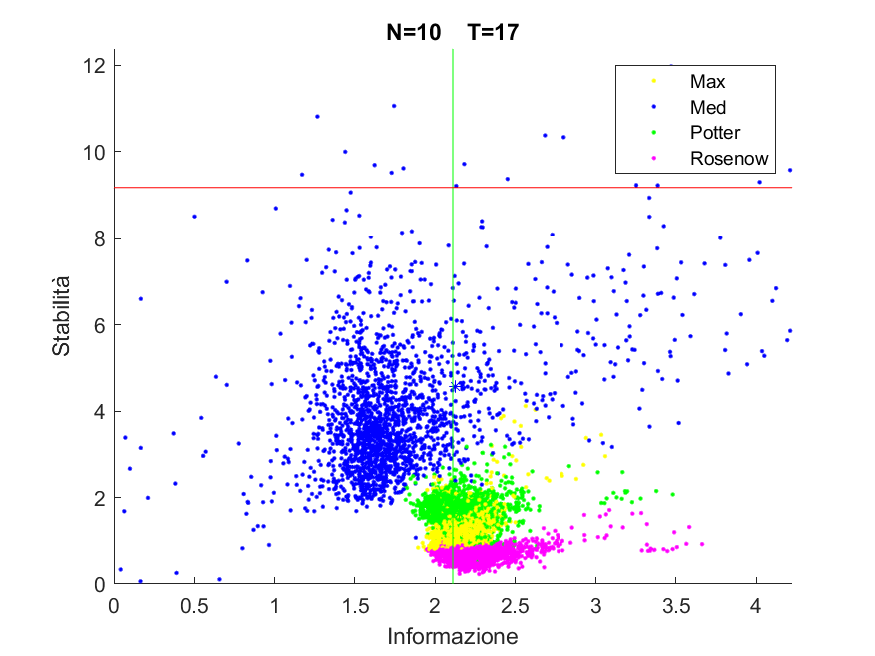 N=10 T=17
12
10
8
6
4
2
0
Stabilità
0
0.5
1
1.5
2
2.5
3
3.5
4
Informazione
Max
Med
Potter
Rosenow